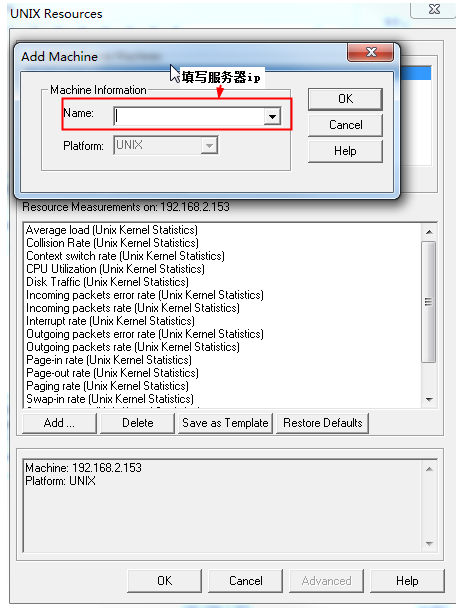 UNIX Resources
Add Machine
填写服务器ip
Machine Information
Name:
OK
Cancel
Platform: UNIX
Help
Resource Measurements on: 192.168.2.153
Average load (Unix Kernel Statistics)
Collision Rate (Unix Kernel Statistics)
Context switch rate (Unix Kernel Statistics)
CPU Utilization (Unix Kernel Statistics)
Disk Traffic (Unix Kernel Statistics)
Incoming packets error rate (Unix Kernel Statistics)
Incoming packets rate (Unix Kernel Statistics)
Interrupt rate (Unix Kernel Statistics)
Outgoing packets error rate (Unix Kernel Statistics)
Outgoing packets rate (Unix Kernel Statistics)
Page-in rate (Unix Kernel Statistics)
Page-out rate (Unix Kernel Statistics)
Paging rate (Unix Kernel Statistics)
Swap-in rate (Unix Kernel Statistics)
Add ... Delete Save as Template Restore Defaults
Machine: 192.168.2.153
Platform: UNIX
OK Cancel Advanced Help